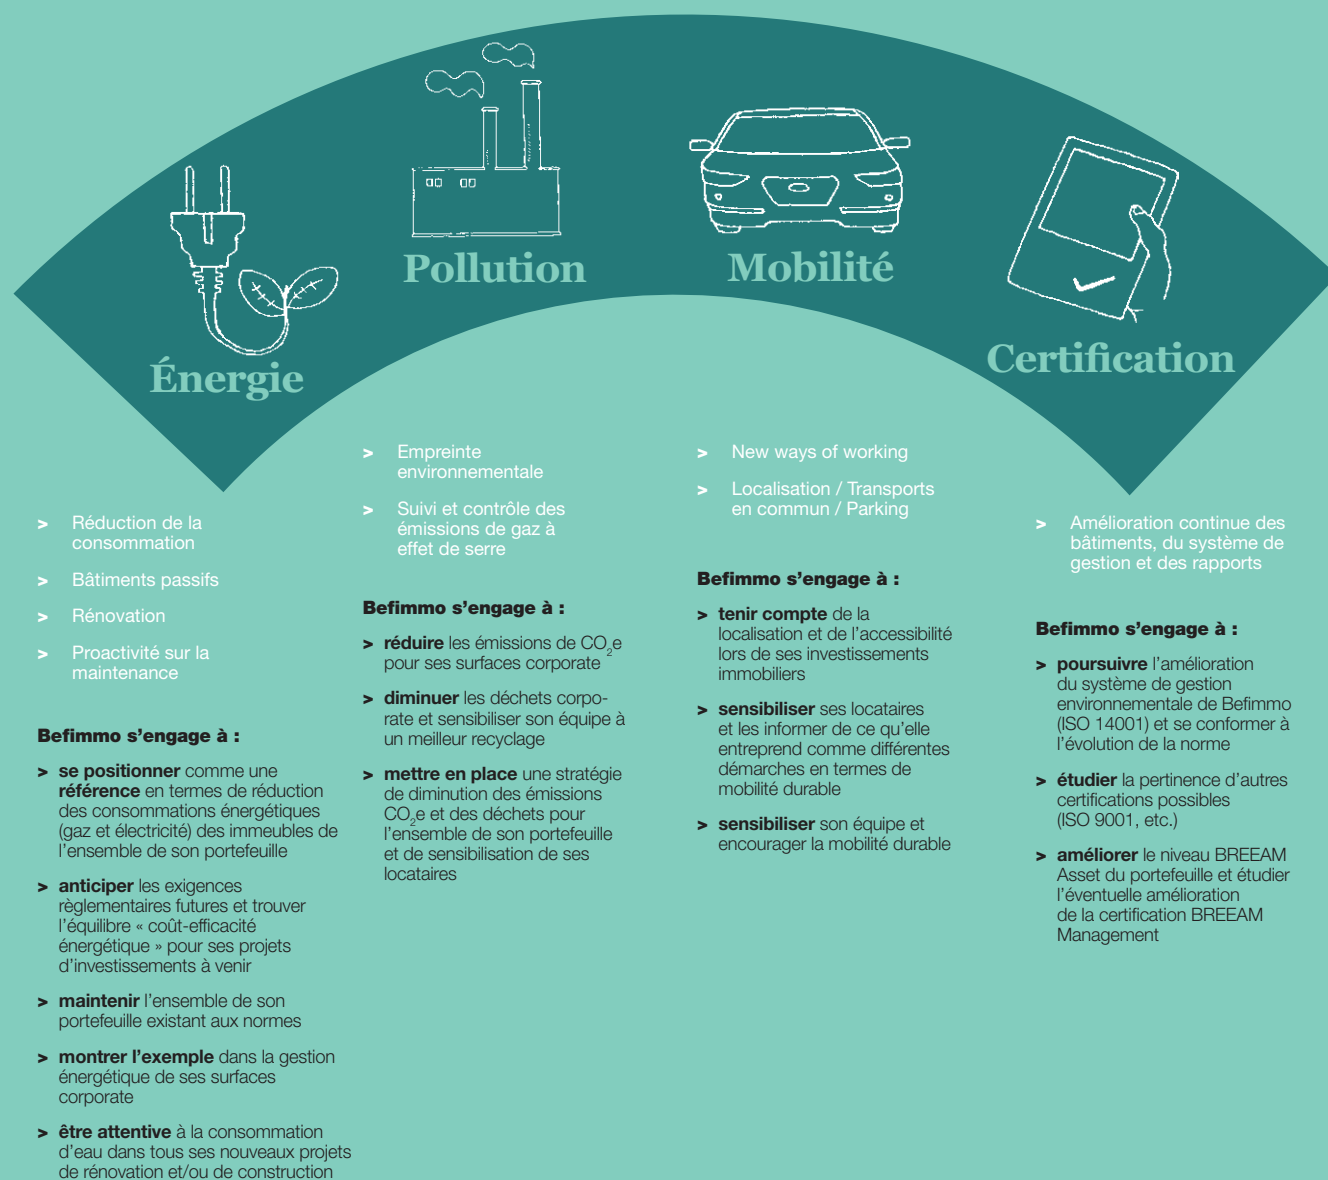 Énergie
> Réduction de la
consommation
> Bâtiments passifs
> Rénovation
> Proactivité sur la
maintenance
Befimmo s’engage à :
> se positionner comme une
référence en termes de réduction
des consommations énergétiques
(gaz et électricité) des immeubles de
l’ensemble de son portefeuille
> anticiper les exigences
règlementaires futures et trouver
l’équilibre « coût-efficacité
énergétique » pour ses projets
d’investissements à venir
> maintenir l’ensemble de son
portefeuille existant aux normes
> montrer l’exemple dans la gestion
énergétique de ses surfaces
corporate
> être attentive à la consommation
d’eau dans tous ses nouveaux projets
de rénovation et/ou de construction
Pollution
> Empreinte
environnementale
> Suivi et contrôle des
émissions de gaz à
effet de serre
Befimmo s’engage à :
> réduire les émissions de CO₂e
pour ses surfaces corporate
> diminuer les déchets corpo-
rate et sensibiliser son équipe à
un meilleur recyclage
> mettre en place une stratégie
de diminution des émissions
CO₂e et des déchets pour
l’ensemble de son portefeuille
et de sensibilisation de ses
locataires
Mobilité
> New ways of working
> Localisation / Transports
en commun / Parking
Befimmo s’engage à :
> tenir compte de la
localisation et de l’accessibilité
lors de ses investissements
immobiliers
> sensibiliser ses locataires
et les informer de ce qu’elle
entreprend comme différentes
démarches en termes de
mobilité durable
> sensibiliser son équipe et
encourager la mobilité durable
Certification
> Amélioration continue des
bâtiments, du système de
gestion et des rapports
Befimmo s’engage à :
> poursuivre l’amélioration
du système de gestion
environnementale de Befimmo
(ISO 14001) et se conformer à
l’évolution de la norme
> étudier la pertinence d’autres
certifications possibles
(ISO 9001, etc.)
> améliorer le niveau BREEAM
Asset du portefeuille et étudier
l’éventuelle amélioration
de la certification BREEAM
Management